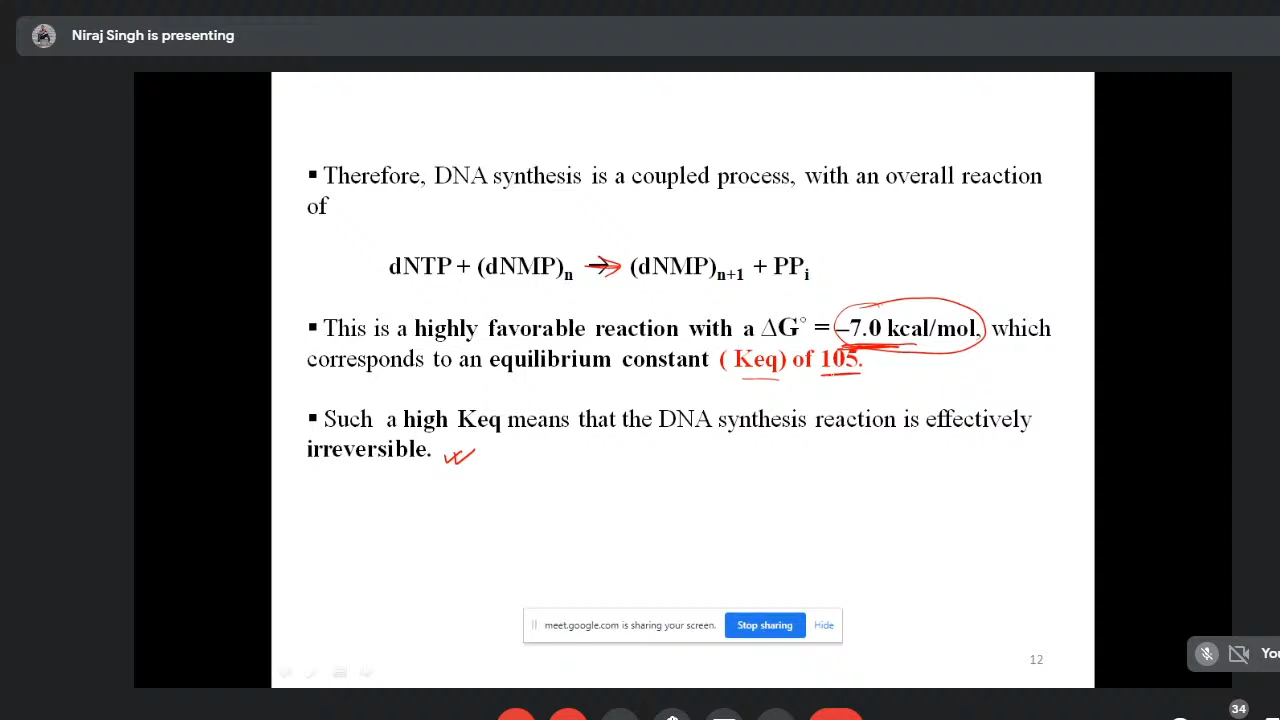 Niraj Singh is presenting
▪ Therefore, DNA synthesis is a coupled process, with an overall reaction
of
dNTP + (dNMP)n → (dNMP)n+1 + PPi
▪ This is a highly favorable reaction with a ΔG° = –7.0 kcal/mol, which
corresponds to an equilibrium constant ( Keq) of 105.
▪ Such a high Keq means that the DNA synthesis reaction is effectively
irreversible.
meet.google.com is sharing your screen. Stop sharing Hide
12
34